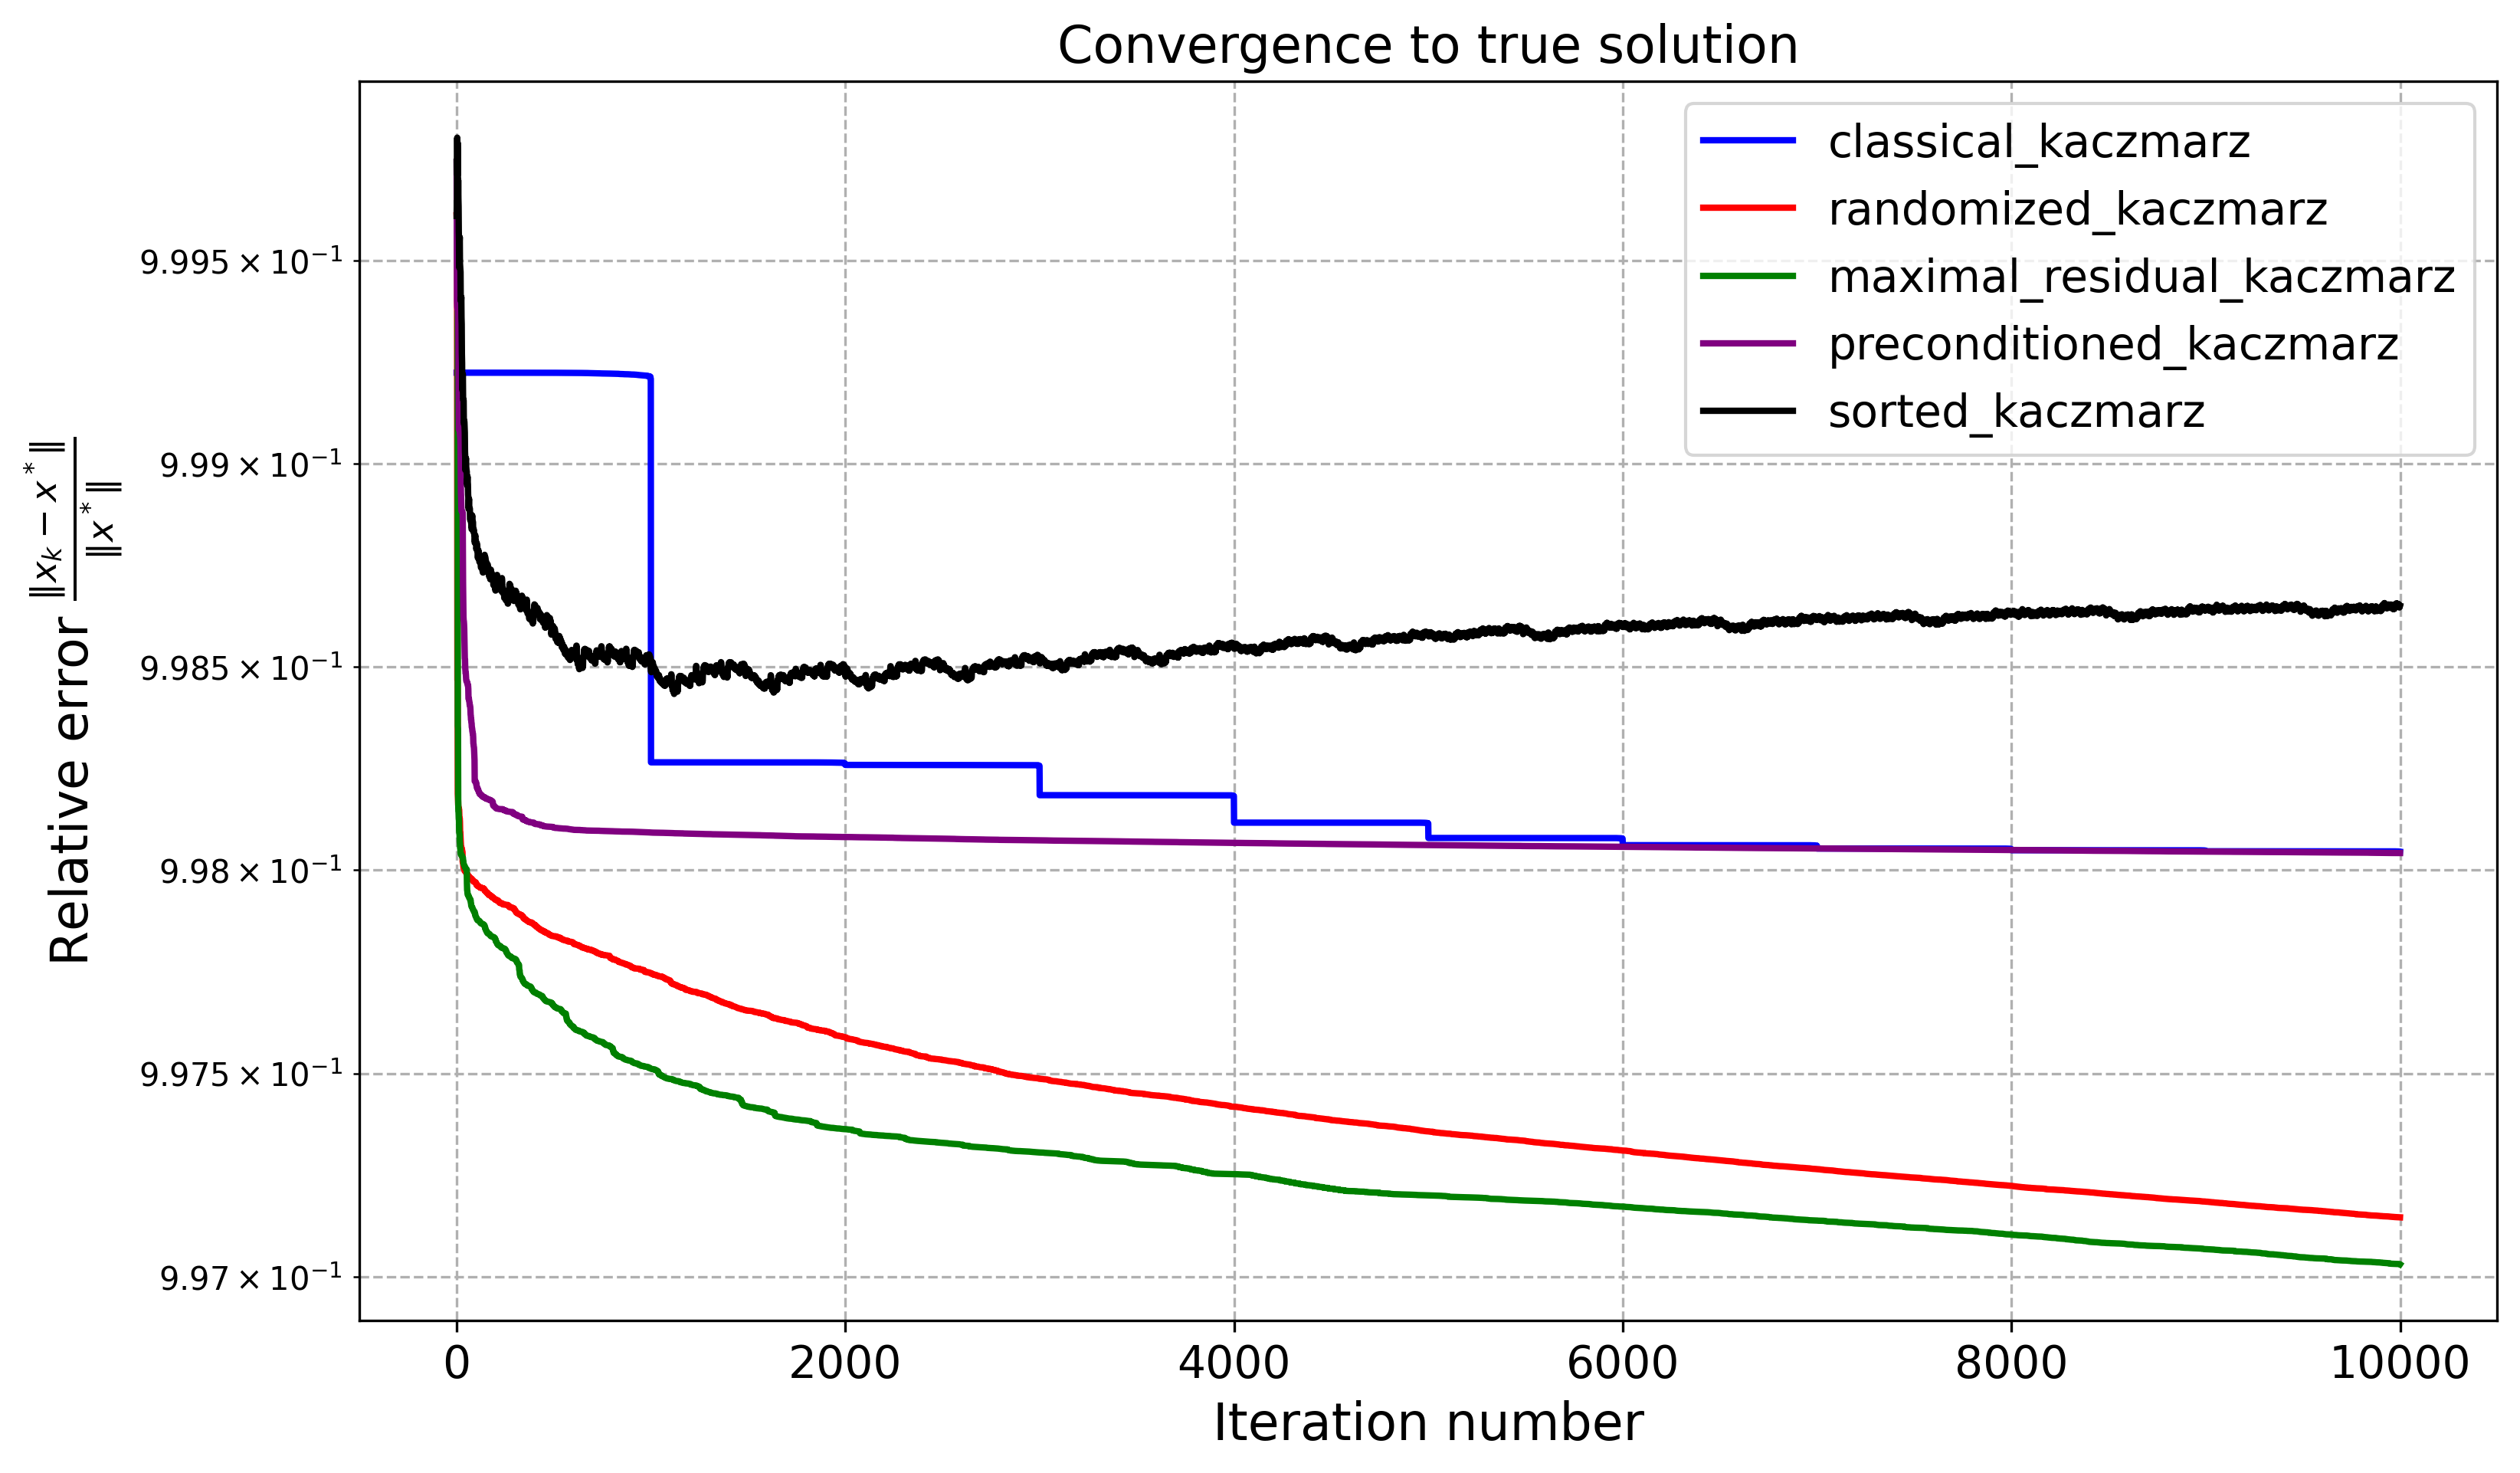 Convergence to true solution
classical_kaczmarz
randomized_kaczmarz
maximal_residual_kaczmarz
preconditioned_kaczmarz
sorted_kaczmarz
9.995 × 10⁻¹
9.99 × 10⁻¹
9.985 × 10⁻¹
9.98 × 10⁻¹
9.975 × 10⁻¹
9.97 × 10⁻¹
Relative error ‖xₖ − x*‖ / ‖x*‖
0 2000 4000 6000 8000 10000
Iteration number